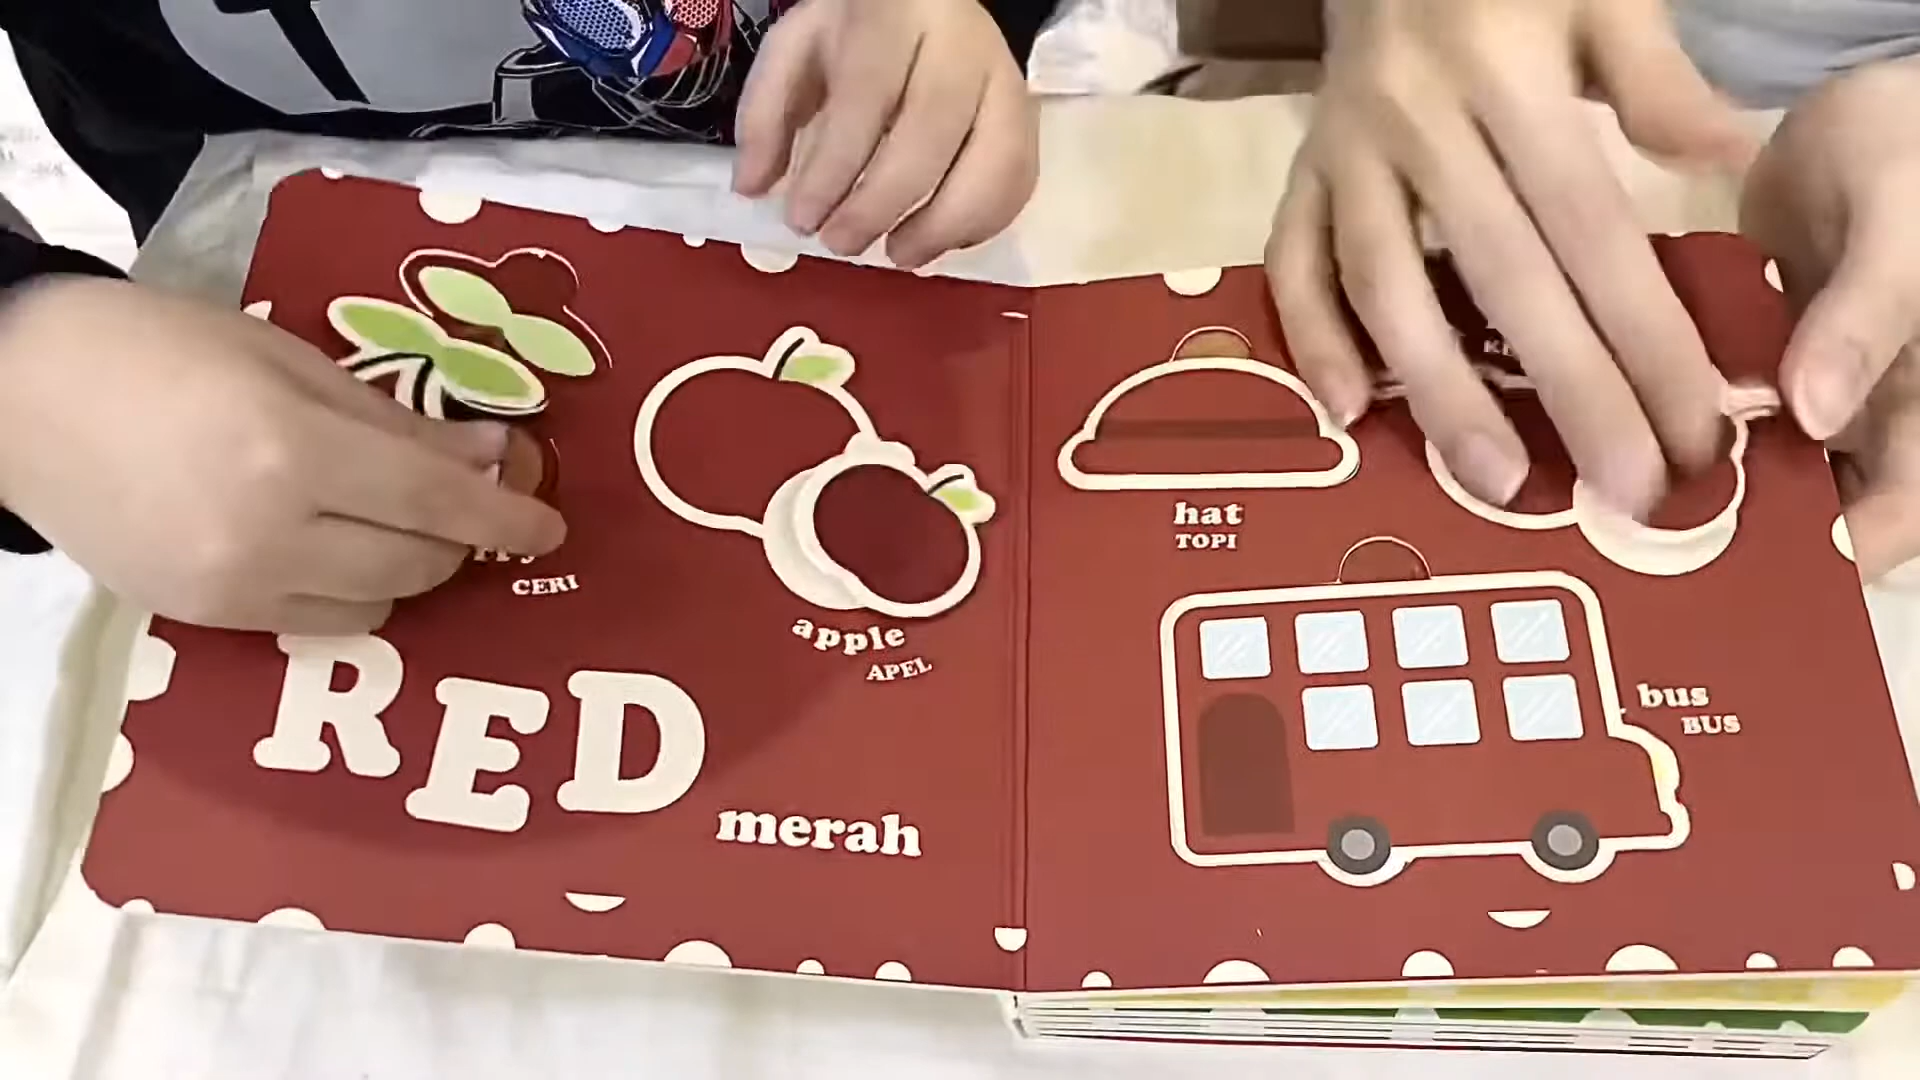 CERI
apple
APEL
RED
merah
hat
TOPI
bus
BUS